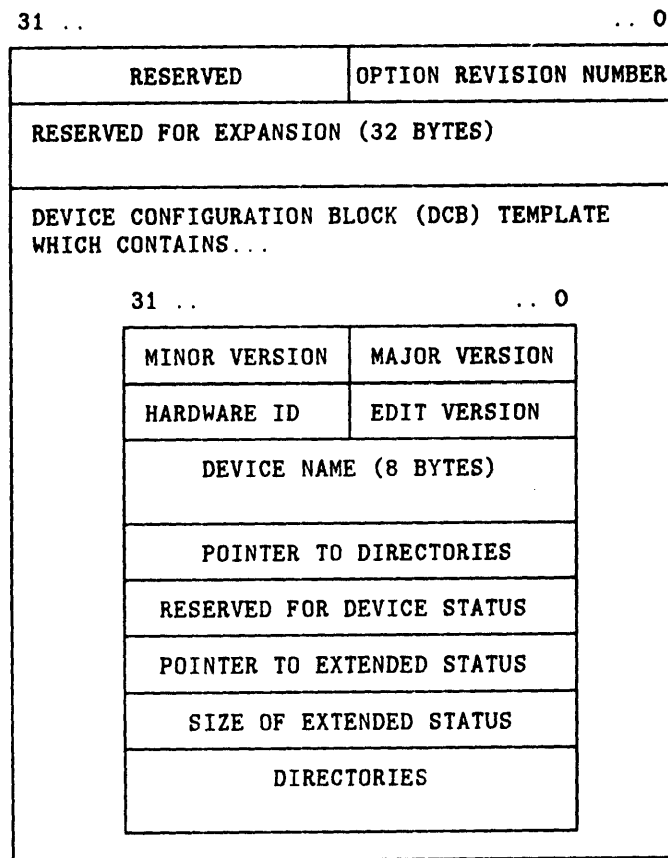 31 .. .. 0
RESERVED OPTION REVISION NUMBER
RESERVED FOR EXPANSION (32 BYTES)
DEVICE CONFIGURATION BLOCK (DCB) TEMPLATE
WHICH CONTAINS...
31 .. .. 0
MINOR VERSION MAJOR VERSION
HARDWARE ID EDIT VERSION
DEVICE NAME (8 BYTES)
POINTER TO DIRECTORIES
RESERVED FOR DEVICE STATUS
POINTER TO EXTENDED STATUS
SIZE OF EXTENDED STATUS
DIRECTORIES